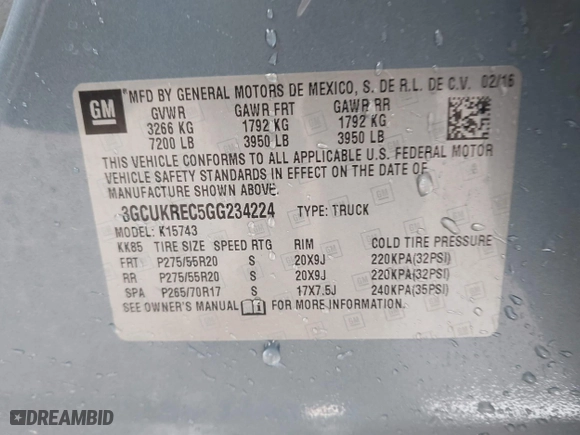 GM
MFD BY GENERAL MOTORS DE MEXICO, S. DE R.L. DE C.V. 02/16
GVWR GAWR FRT GAWR RR
3266 KG 1792 KG 1792 KG
7200 LB 3950 LB 3950 LB
THIS VEHICLE CONFORMS TO ALL APPLICABLE U.S. FEDERAL MOTOR
VEHICLE SAFETY STANDARDS IN EFFECT ON THE DATE OF
MANUFACTURE SHOWN ABOVE.
3GCUKREC5GG234224 TYPE: TRUCK
MODEL: K15743
KK85 TIRE SIZE SPEED RTG RIM COLD TIRE PRESSURE
FRT P275/55R20 S 20X9J 220KPA(32PSI)
RR P275/55R20 S 20X9J 220KPA(32PSI)
SPA P265/70R17 S 17X7.5J 240KPA(35PSI)
SEE OWNER'S MANUAL FOR MORE INFORMATION.
DREAMBID